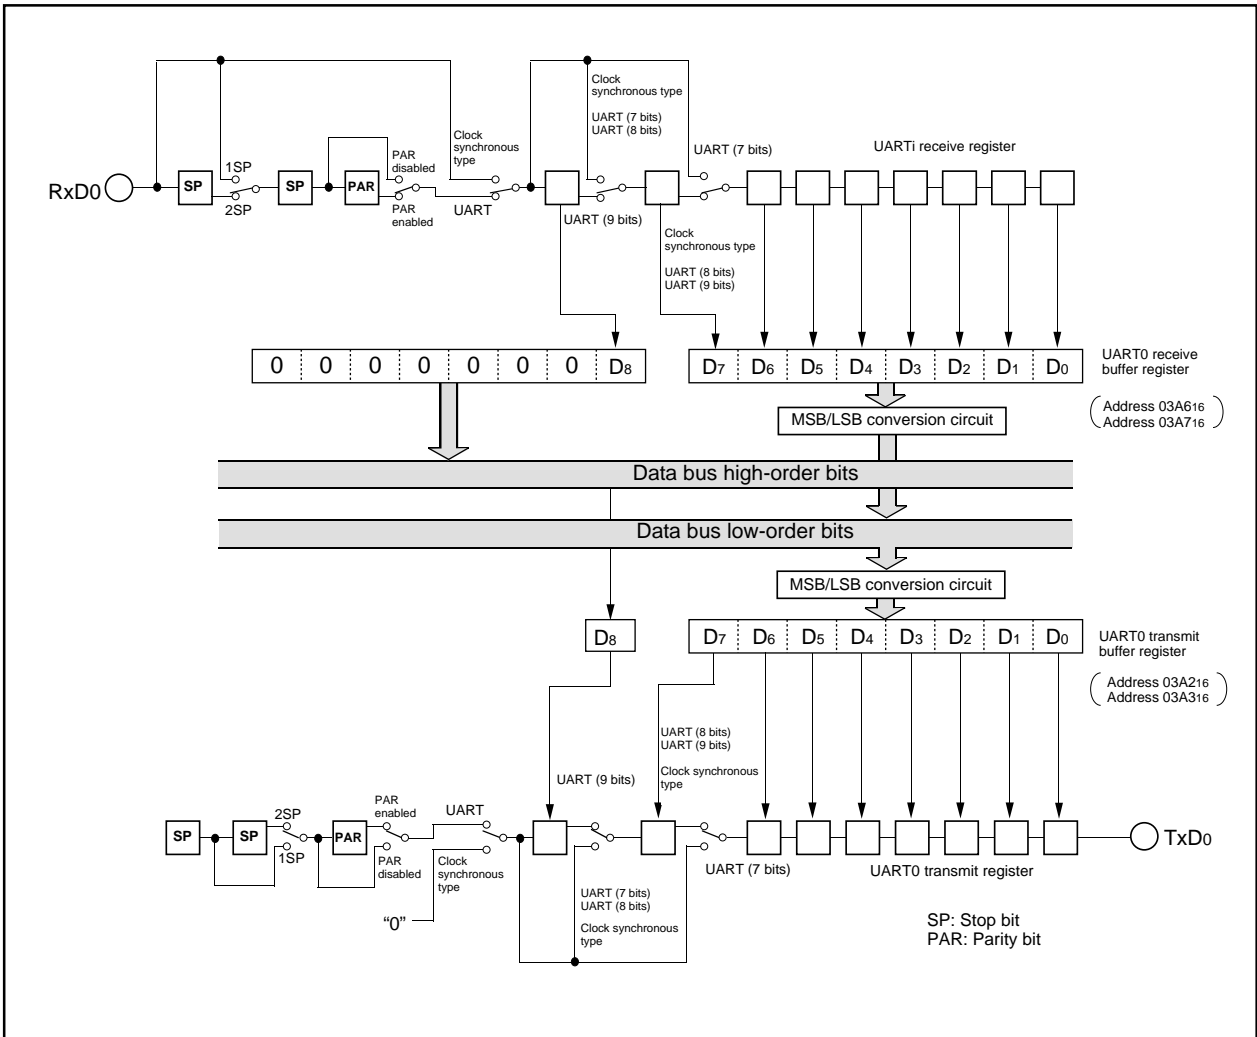 Clock
synchronous type
UART (7 bits)
UART (8 bits)
Clock
synchronous
type
UART (7 bits)
UARTi receive register
1SP
PAR
disabled
RxD0
SP
SP
PAR
2SP
PAR
enabled
UART
UART (9 bits)
Clock
synchronous type
UART (8 bits)
UART (9 bits)
0 0 0 0 0 0 0 D8
D7 D6 D5 D4 D3 D2 D1 D0
UART0 receive
buffer register
MSB/LSB conversion circuit
Address 03A616
Address 03A716
Data bus high-order bits
Data bus low-order bits
MSB/LSB conversion circuit
D8
D7 D6 D5 D4 D3 D2 D1 D0
UART0 transmit
buffer register
Address 03A216
Address 03A316
UART (8 bits)
UART (9 bits)
Clock synchronous
type
UART (9 bits)
PAR
enabled
2SP
UART
SP
SP
PAR
TxD0
1SP
PAR
disabled
Clock
synchronous
type
UART (7 bits)
UART0 transmit register
UART (7 bits)
UART (8 bits)
Clock synchronous
type
“0”
SP: Stop bit
PAR: Parity bit